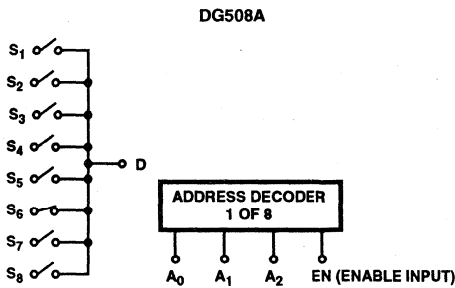 DG508A
S1
S2
S3
S4
D
S5
S6
S7
S8
ADDRESS DECODER
1 OF 8
A0
A1
A2
EN (ENABLE INPUT)